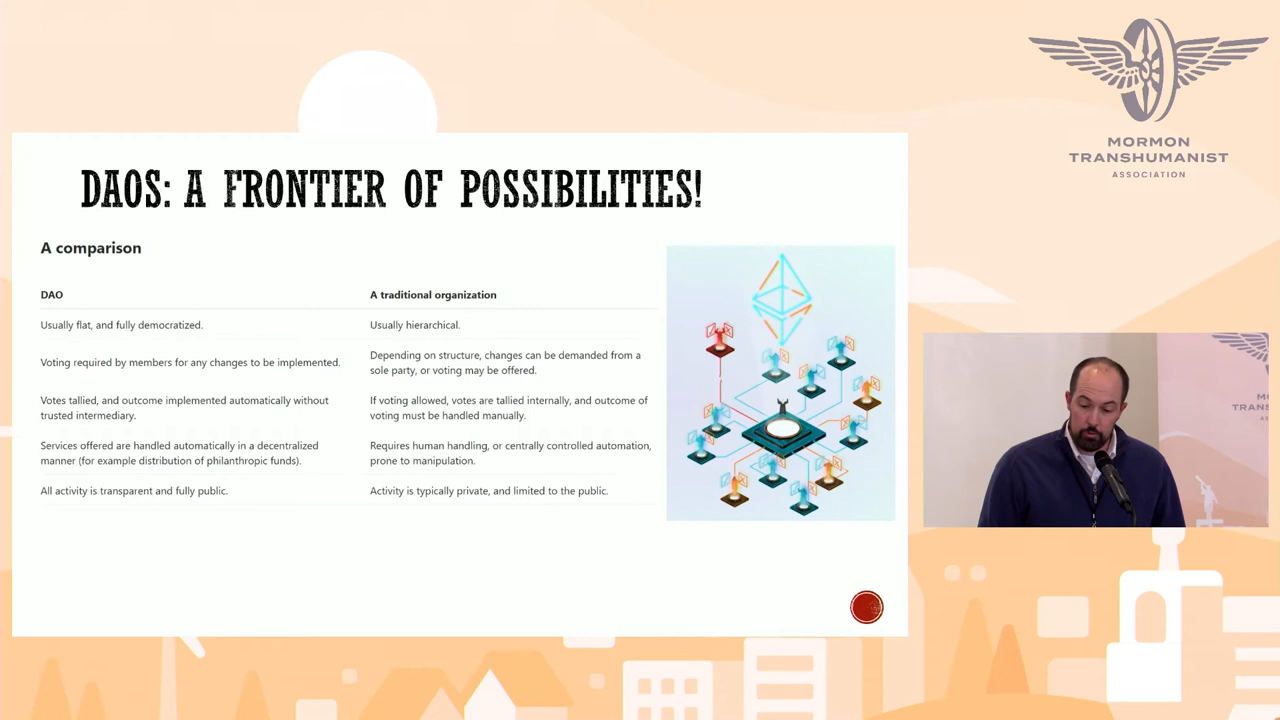 MORMON
TRANSHUMANIST
ASSOCIATION
DAOS: A FRONTIER OF POSSIBILITIES!
A comparison
DAO
A traditional organization
Usually flat, and fully democratized.
Usually hierarchical.
Voting required by members for any changes to be implemented.
Depending on structure, changes can be demanded from a
sole party, or voting may be offered.
Votes tallied, and outcome implemented automatically without
trusted intermediary.
If voting allowed, votes are tallied internally, and outcome of
voting must be handled manually.
Services offered are handled automatically in a decentralized
manner (for example distribution of philanthropic funds).
Requires human handling, or centrally controlled automation,
prone to manipulation.
All activity is transparent and fully public.
Activity is typically private, and limited to the public.